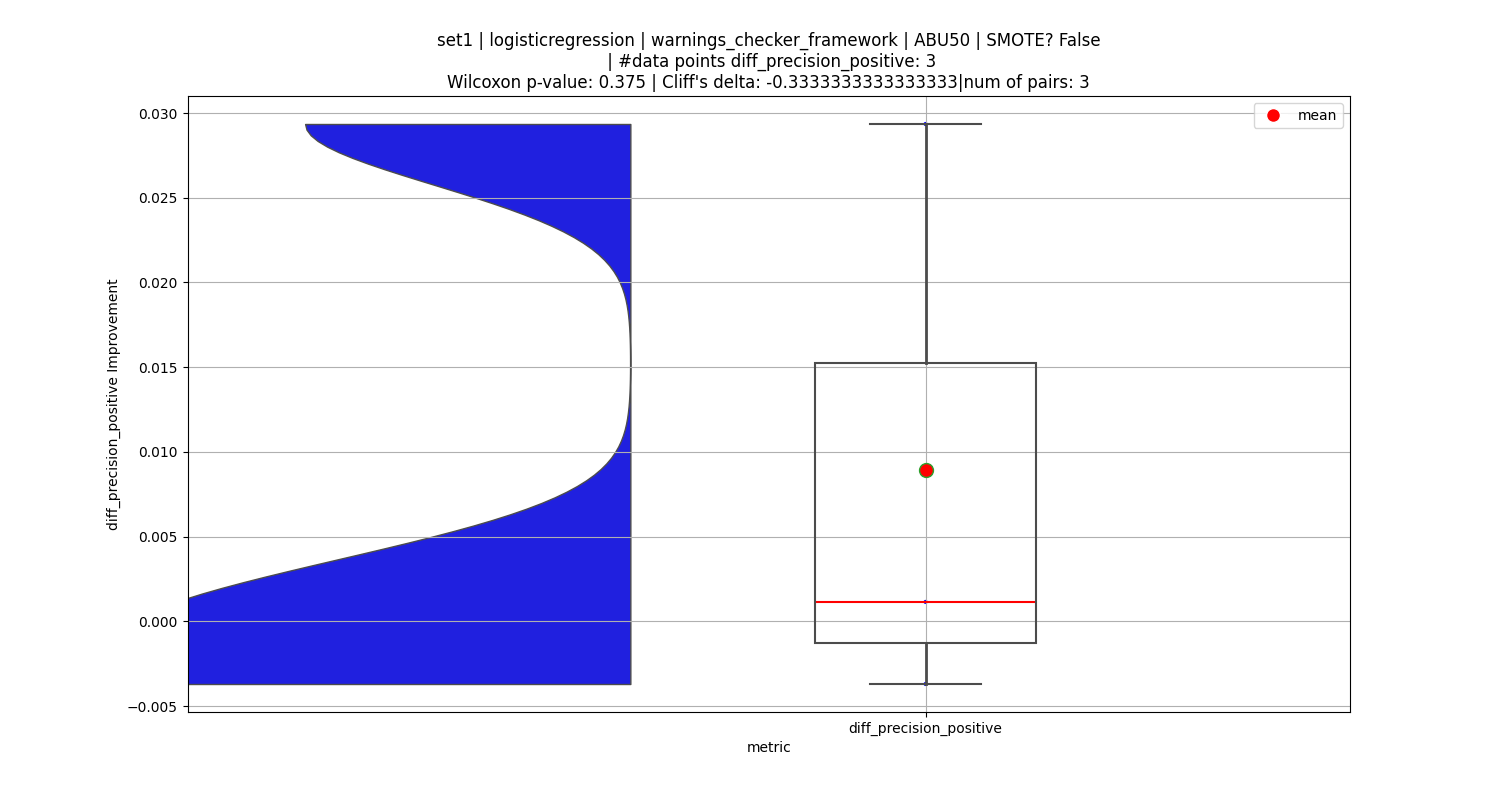 set1 | logisticregression | warnings_checker_framework | ABU50 | SMOTE? False
| #data points diff_precision_positive: 3
Wilcoxon p-value: 0.375 | Cliff's delta: -0.3333333333333333|num of pairs: 3
mean
0.030
0.025
0.020
0.015
0.010
0.005
0.000
−0.005
diff_precision_positive Improvement
diff_precision_positive
metric